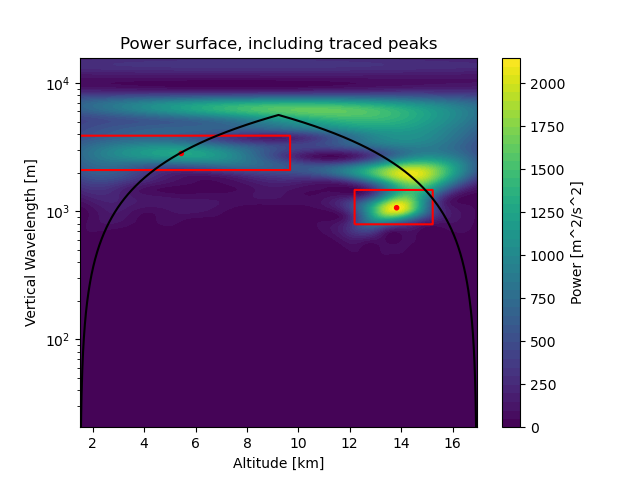 Power surface, including traced peaks
Vertical Wavelength [m]
10^4
10^3
10^2
2 4 6 8 10 12 14 16
Altitude [km]
2000
1750
1500
1250
1000
750
500
250
0
Power [m^2/s^2]